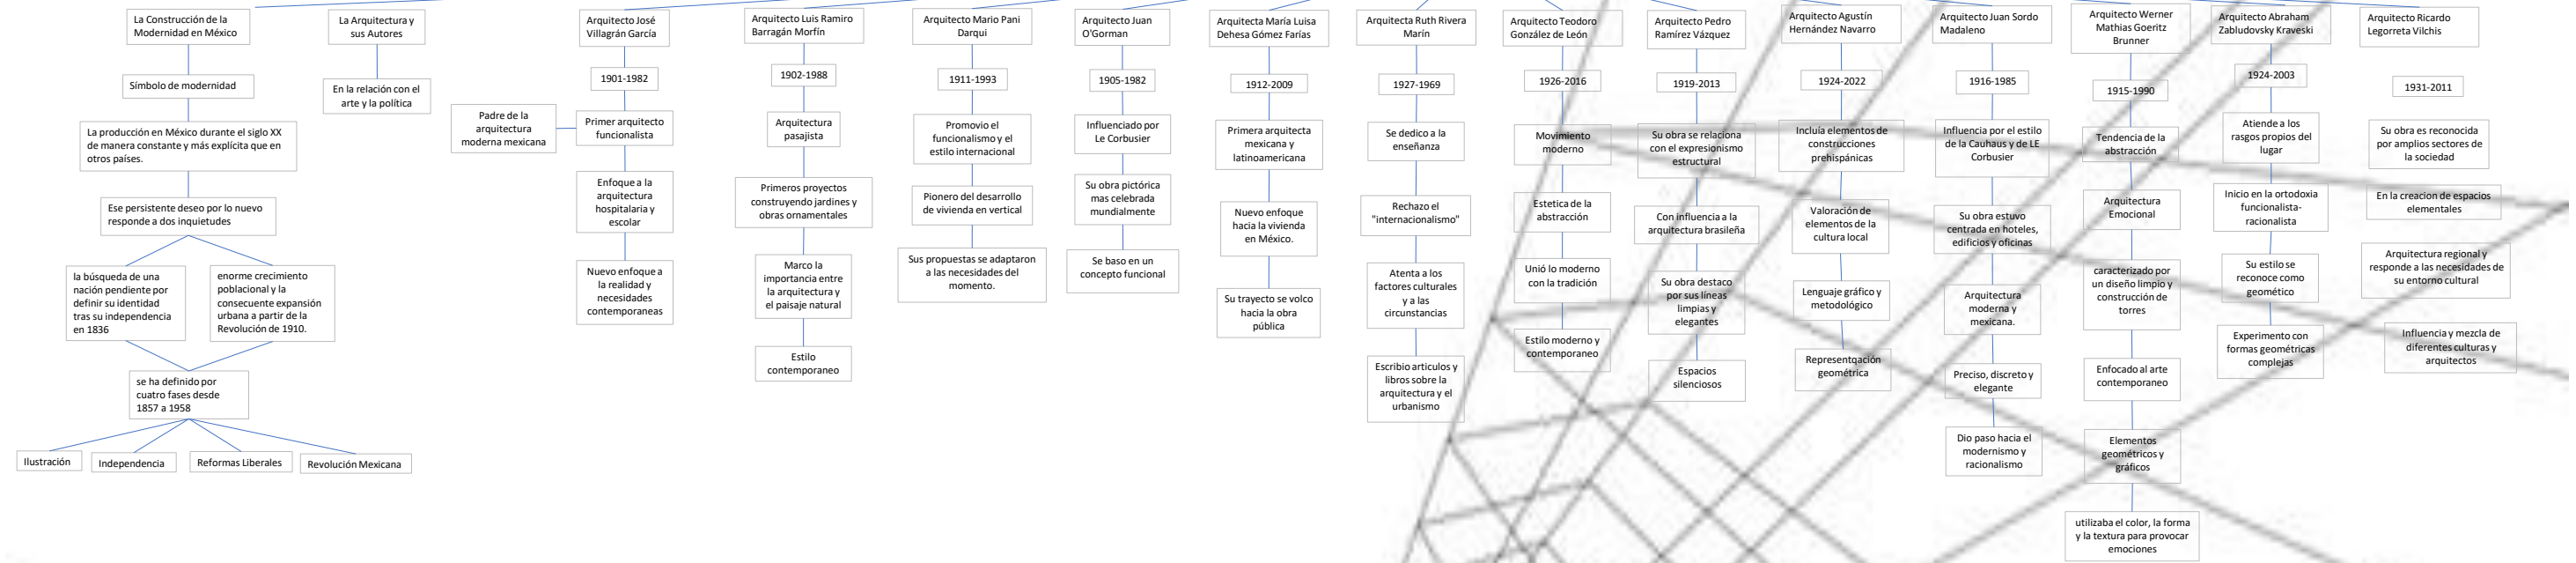 La Construcción de la
Modernidad en México
Símbolo de modernidad
La producción en México durante el siglo XX
de manera constante y más explícita que en
otros países.
Ese persistente deseo por lo nuevo
responde a dos inquietudes
la búsqueda de una
nación pendiente por
definir su identidad
tras su independencia
en 1836
enorme crecimiento
poblacional y la
consecuente expansión
urbana a partir de la
Revolución de 1910.
se ha definido por
cuatro fases desde
1857 a 1958
Ilustración
Independencia
Reformas Liberales
Revolución Mexicana
La Arquitectura y
sus Autores
En la relación con el
arte y la política
Arquitecto José
Villagrán García
1901-1982
Padre de la
arquitectura
moderna mexicana
Primer arquitecto
funcionalista
Enfoque a la
arquitectura
hospitalaria y
escolar
Nuevo enfoque a
la realidad y
necesidades
contemporaneas
Arquitecto Luis Ramiro
Barragán Morfín
1902-1988
Arquitectura
pasajista
Primeros proyectos
construyendo jardines y
obras ornamentales
Marco la
importancia entre
la arquitectura y
el paisaje natural
Estilo
contemporaneo
Arquitecto Mario Pani
Darqui
1911-1993
Promovio el
funcionalismo y el
estilo internacional
Pionero del desarrollo
de vivienda en vertical
Sus propuestas se adaptaron
a las necesidades del
momento.
Arquitecto Juan
O'Gorman
1905-1982
Influenciado por
Le Corbusier
Su obra pictórica
mas celebrada
mundialmente
Se baso en un
concepto funcional
Arquitecta María Luisa
Dehesa Gómez Farías
1912-2009
Primera arquitecta
mexicana y
latinoamericana
Nuevo enfoque
hacia la vivienda
en México.
Su trayecto se volco
hacia la obra
pública
Arquitecta Ruth Rivera
Marín
1927-1969
Se dedico a la
enseñanza
Rechazo el
"internacionalismo"
Atenta a los
factores culturales
y a las
circunstancias
Escribio articulos y
libros sobre la
arquitectura y el
urbanismo
Arquitecto Teodoro
González de León
1926-2016
Movimiento
moderno
Estetica de la
abstracción
Unió lo moderno
con la tradición
Estilo moderno y
contemporaneo
Arquitecto Pedro
Ramírez Vázquez
1919-2013
Su obra se relaciona
con el expresionismo
estructural
Con influencia a la
arquitectura brasileña
Su obra destaco
por sus líneas
limpias y
elegantes
Espacios
silenciosos
Arquitecto Agustín
Hernández Navarro
1924-2022
Incluía elementos de
construcciones
prehispánicas
Valoración de
elementos de la
cultura local
Lenguaje gráfico y
metodológico
Representqación
geométrica
Arquitecto Juan Sordo
Madaleno
1916-1985
Influencia por el estilo
de la Cauhaus y de LE
Corbusier
Su obra estuvo
centrada en hoteles,
edificios y oficinas
Arquitectura
moderna y
mexicana.
Preciso, discreto y
elegante
Dio paso hacia el
modernismo y
racionalismo
Arquitecto Werner
Mathias Goeritz
Brunner
1915-1990
Tendencia de la
abstracción
Arquitectura
Emocional
caracterizado por
un diseño limpio y
construcción de
torres
Enfocado al arte
contemporaneo
Elementos
geométricos y
gráficos
utilizaba el color, la forma
y la textura para provocar
emociones
Arquitecto Abraham
Zabludovsky Kraveski
1924-2003
Atiende a los
rasgos propios del
lugar
Inicio en la ortodoxia
funcionalista-
racionalista
Su estilo se
reconoce como
geomético
Experimento con
formas geométricas
complejas
Arquitecto Ricardo
Legorreta Vilchis
1931-2011
Su obra es reconocida
por amplios sectores de
la sociedad
En la creacion de espacios
elementales
Arquitectura regional y
responde a las necesidades de
su entorno cultural
Influencia y mezcla de
diferentes culturas y
arquitectos